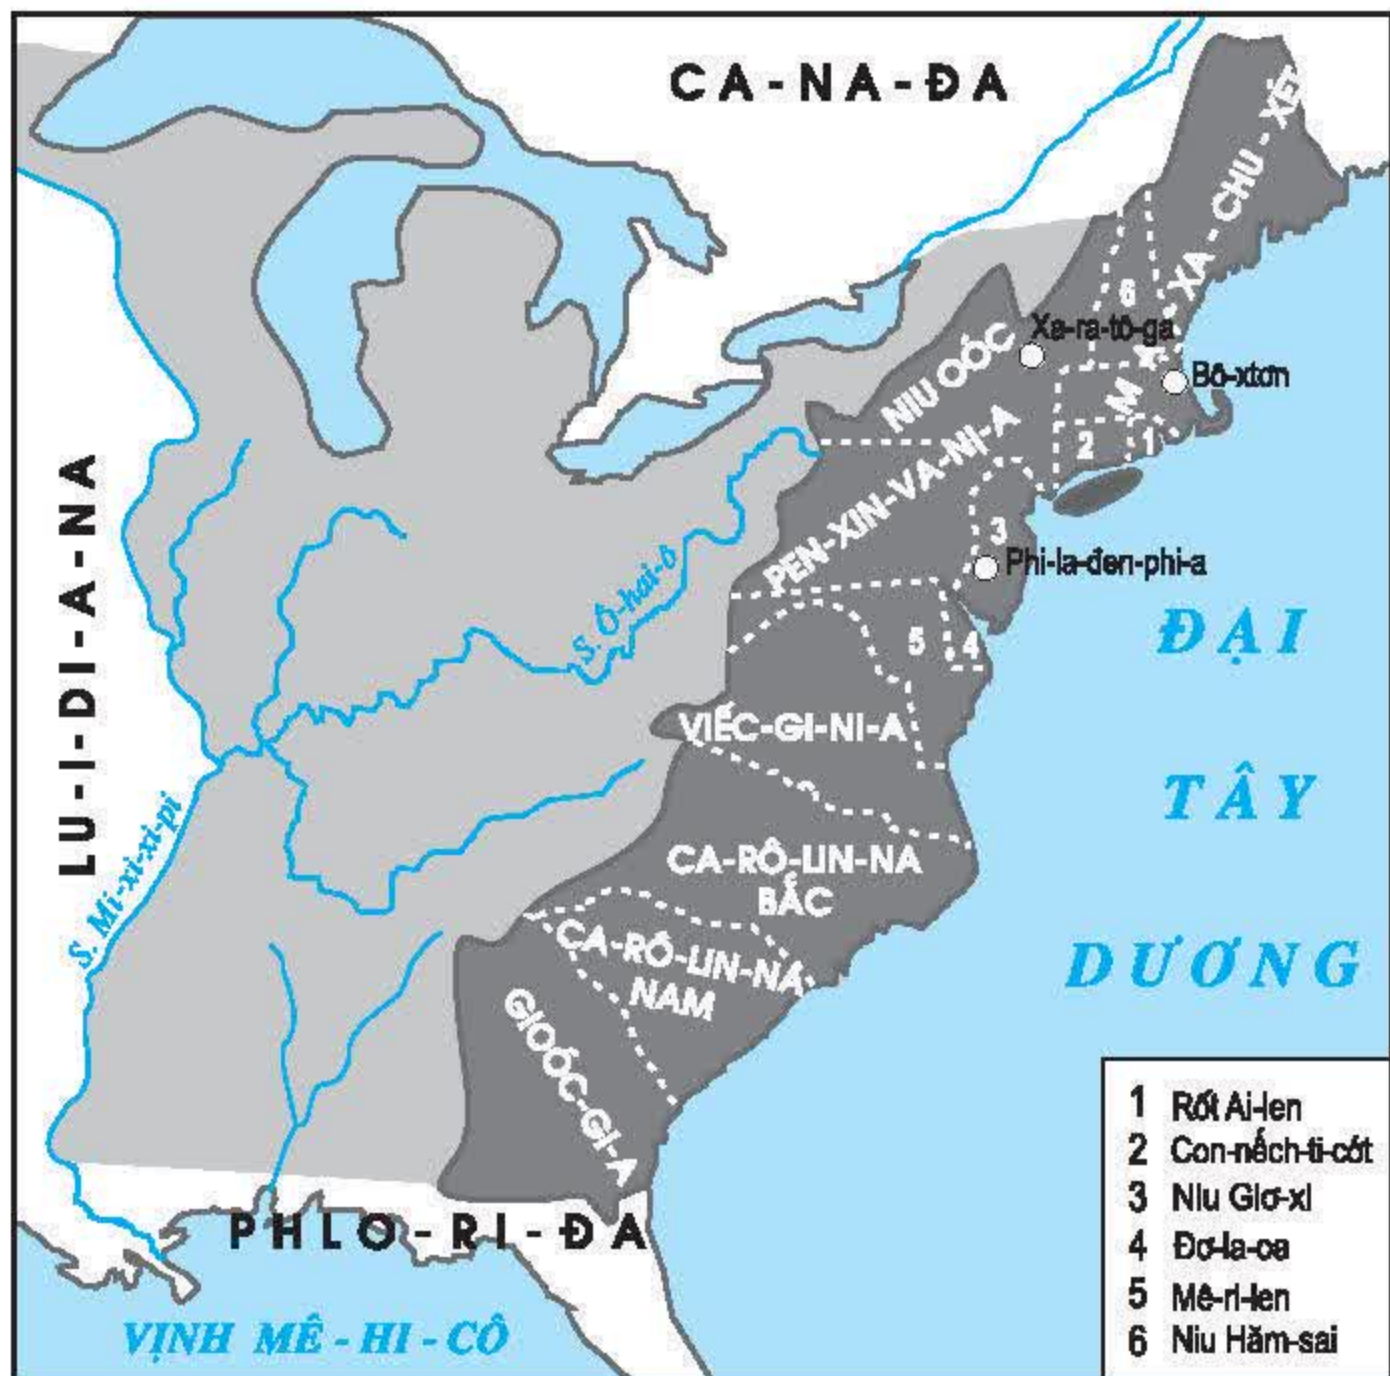 CA-NA-ĐA
MA-XA-CHU-XÉT
6
Xa-ra-tô-ga
NIU OÓC
Bô-xtơn
2
1
PEN-XIN-VA-NI-A
3
Phi-la-đen-phi-a
LU-I-DI-A-NA
S. Ô-hai-ô
5
4
ĐẠI
TÂY
DƯƠNG
VIẾC-GI-NI-A
S. Mi-xi-xi-pi
CA-RÔ-LIN-NA
BẮC
CA-RÔ-LIN-NA
NAM
GIOÓC-GI-A
PHLO-RI-ĐA
VỊNH MÊ-HI-CÔ
1 Rốt Ai-len
2 Con-nếch-ti-cớt
3 Niu Giơ-xi
4 Đơ-la-oa
5 Mê-ri-len
6 Niu Hăm-sai